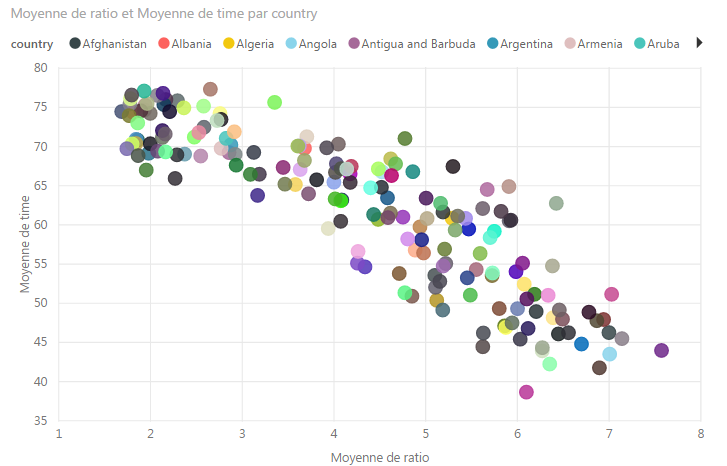 Moyenne de ratio et Moyenne de time par country
country Afghanistan Albania Algeria Angola Antigua and Barbuda Argentina Armenia Aruba
80
75
70
65
60
55
50
45
40
35
Moyenne de time
1 2 3 4 5 6 7 8
Moyenne de ratio